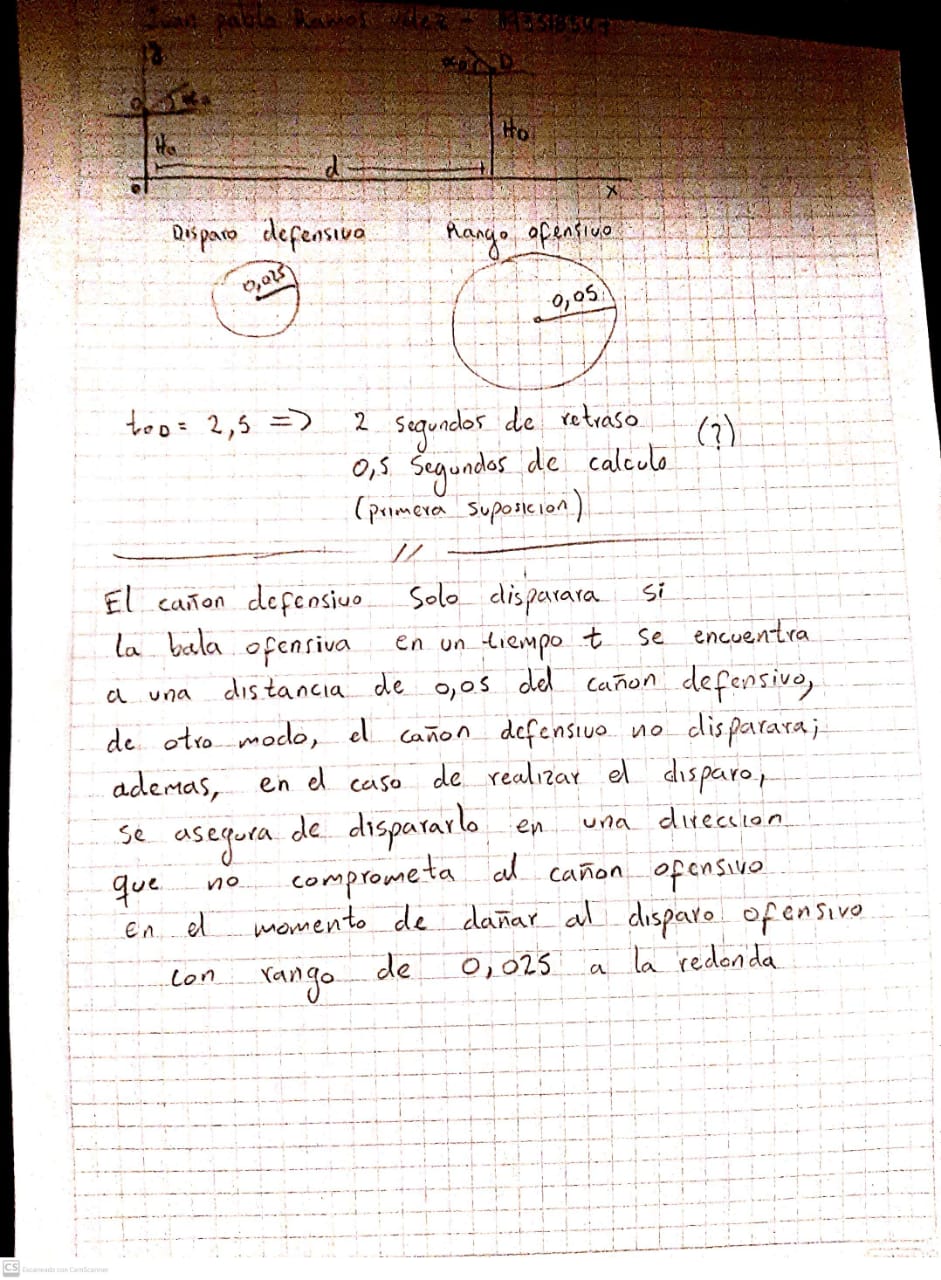 Juan pablo Ramos velez -
y
O
α₀
α₀
D
H₀
H₀
d
o
x
Disparo defensivo
Rango ofensivo
0,025
0,05
t₀D = 2,5 => 2 segundos de retraso
(?)
0,5 Segundos de calculo
(primera suposicion)
//
El cañon defensivo Solo disparara si
la bala ofensiva en un tiempo t se encuentra
a una distancia de 0,05 del cañon defensivo,
de otro modo, el cañon defensivo no disparara;
ademas, en el caso de realizar el disparo,
se asegura de dispararlo en una direccion
que no comprometa al cañon ofensivo
en el momento de dañar al disparo ofensivo
con rango de 0,025 a la redonda
CS Escaneado con CamScanner